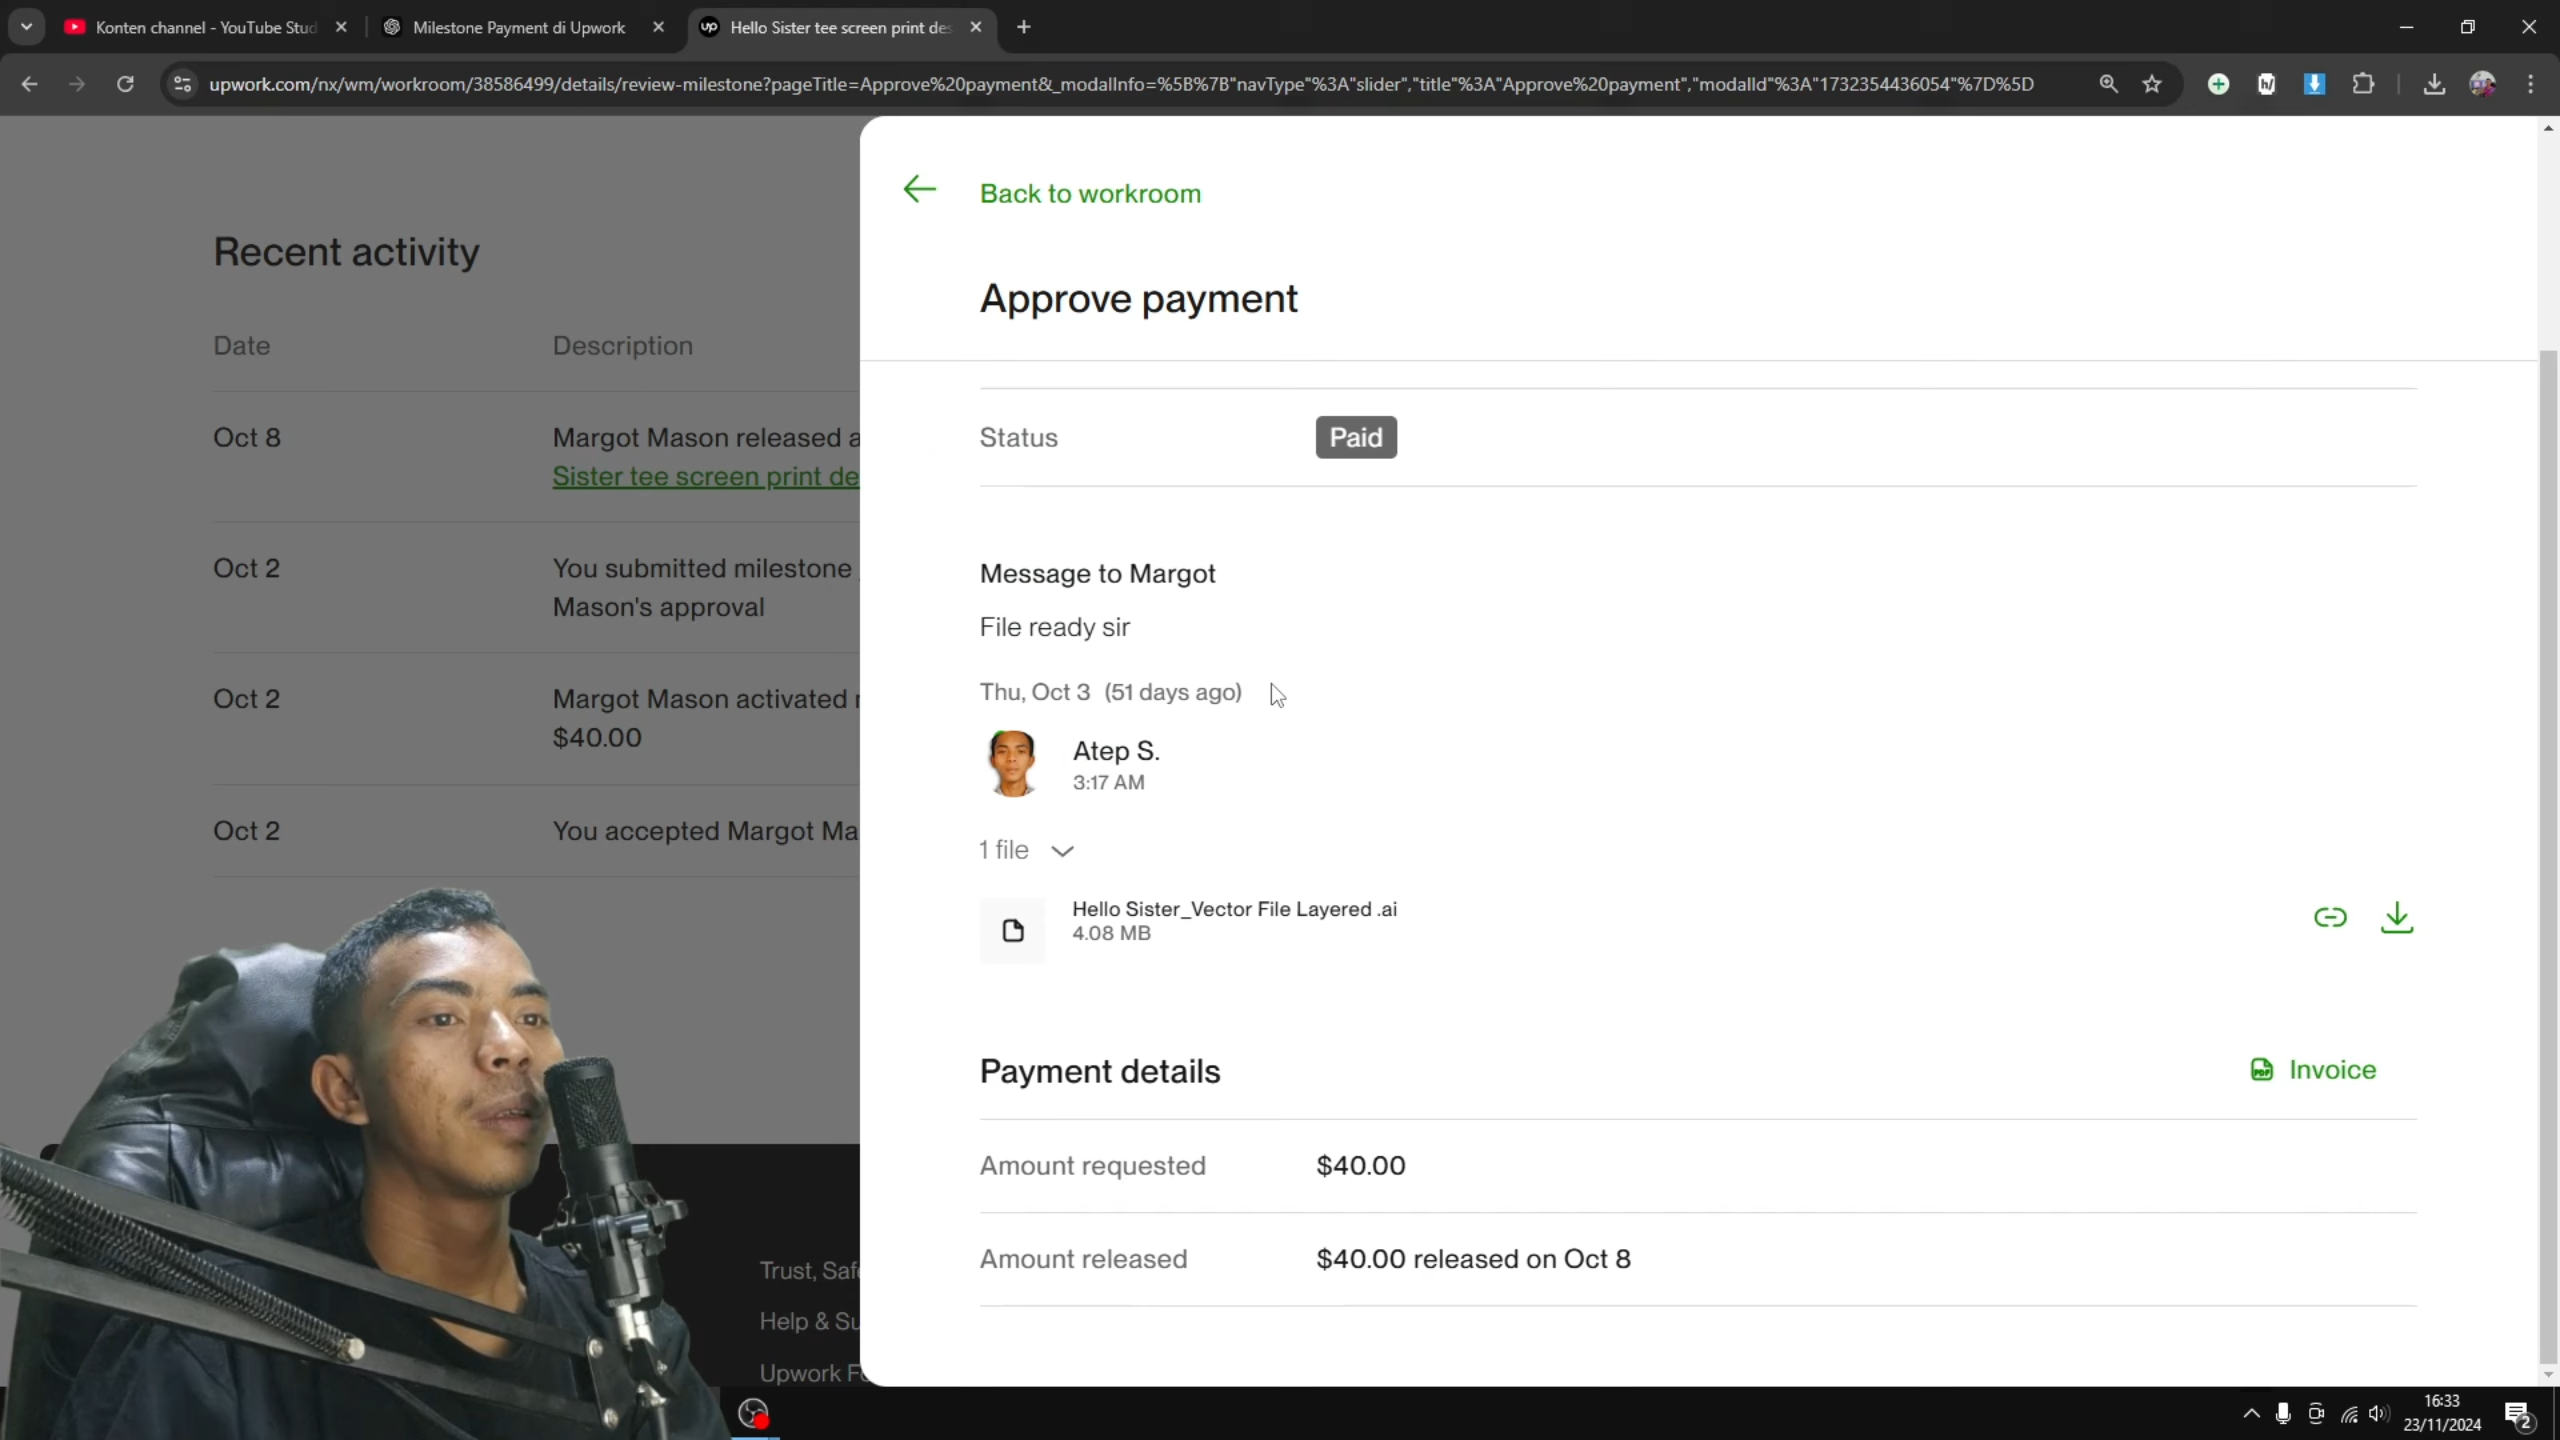 Konten channel - YouTube Stud
Milestone Payment di Upwork
up
Hello Sister tee screen print des
upwork.com/nx/wm/workroom/38586499/details/review-milestone?pageTitle=Approve%20payment&_modalInfo=%5B%7B"navType"%3A"slider","title"%3A"Approve%20payment","modalId"%3A"1732354436054"%7D%5D
Recent activity
Date
Description
Oct 8
Margot Mason released a
Sister tee screen print de
Oct 2
You submitted milestone
Mason's approval
Oct 2
Margot Mason activated
$40.00
Oct 2
You accepted Margot Ma
Trust, Safe
Help & Su
Upwork Fo
Back to workroom
Approve payment
Status
Paid
Message to Margot
File ready sir
Thu, Oct 3 (51 days ago)
Atep S.
3:17 AM
1 file
Hello Sister_Vector File Layered .ai
4.08 MB
Payment details
PDF
Invoice
Amount requested
$40.00
Amount released
$40.00 released on Oct 8
16:33
23/11/2024
2